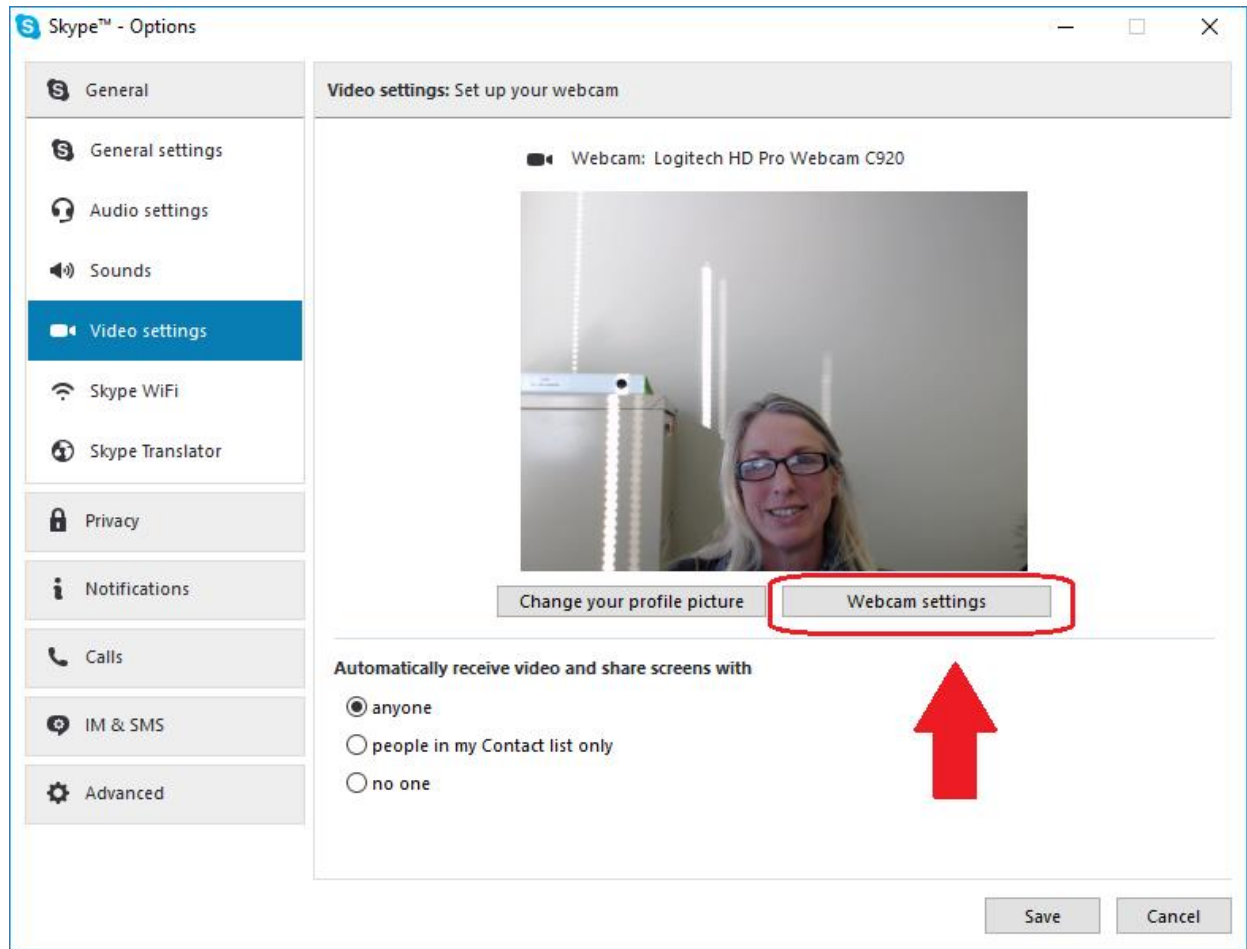 Skype™ - Options
General
General settings
Audio settings
Sounds
Video settings
Skype WiFi
Skype Translator
Privacy
Notifications
Calls
IM & SMS
Advanced
Video settings: Set up your webcam
Webcam: Logitech HD Pro Webcam C920
Change your profile picture
Webcam settings
Automatically receive video and share screens with
anyone
people in my Contact list only
no one
Save
Cancel